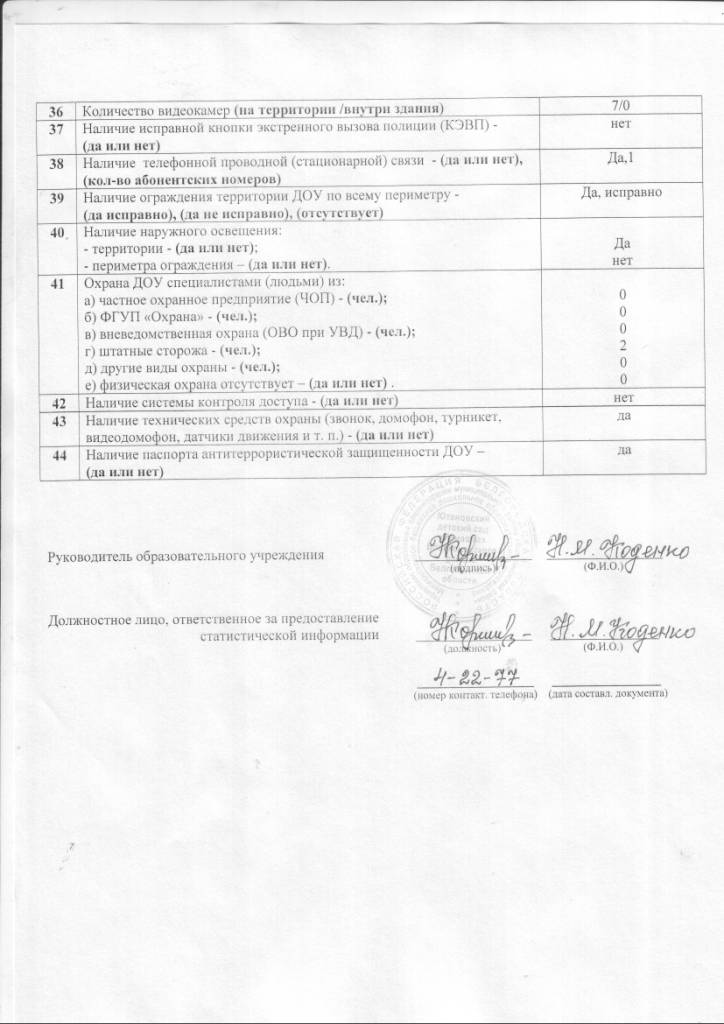 36 Количество видеокамер (на территории /внутри здания) 7/0
37 Наличие исправной кнопки экстренного вызова полиции (КЭВП) - нет
(да или нет)
38 Наличие телефонной проводной (стационарной) связи - (да или нет), Да,1
(кол-во абонентских номеров)
39 Наличие ограждения территории ДОУ по всему периметру - Да, исправно
(да исправно), (да не исправно), (отсутствует)
40 Наличие наружного освещения:
- территории - (да или нет); Да
- периметра ограждения – (да или нет). нет
41 Охрана ДОУ специалистами (людьми) из:
а) частное охранное предприятие (ЧОП) - (чел.); 0
б) ФГУП «Охрана» - (чел.); 0
в) вневедомственная охрана (ОВО при УВД) - (чел.); 0
г) штатные сторожа - (чел.); 2
д) другие виды охраны - (чел.); 0
е) физическая охрана отсутствует – (да или нет) . 0
42 Наличие системы контроля доступа - (да или нет) нет
43 Наличие технических средств охраны (звонок, домофон, турникет, да
видеодомофон, датчики движения и т. п.) - (да или нет)
44 Наличие паспорта антитеррористической защищенности ДОУ – да
(да или нет)
РОССИЙСКАЯ ФЕДЕРАЦИЯ
Ютановский
детский сад
области
Руководитель образовательного учреждения Н.М. Коденко
(подпись) (Ф.И.О.)
Должностное лицо, ответственное за предоставление
статистической информации Н.М. Коденко
(должность) (Ф.И.О.)
4-22-77
(номер контакт. телефона) (дата составл. документа)